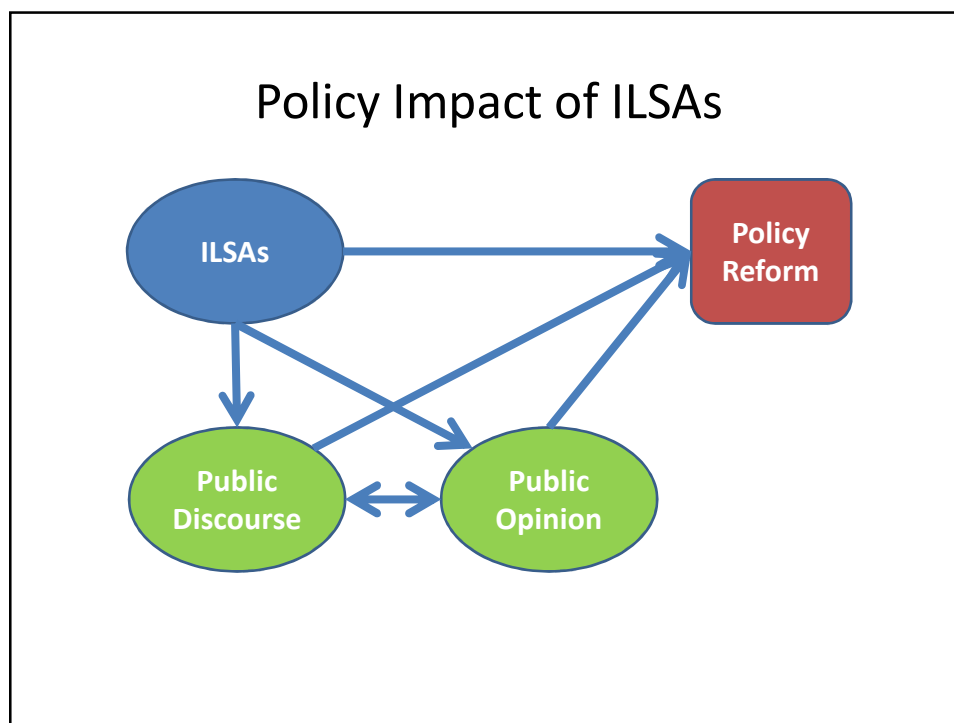 Policy Impact of ILSAs
ILSAs
Policy
Reform
Public
Discourse
Public
Opinion